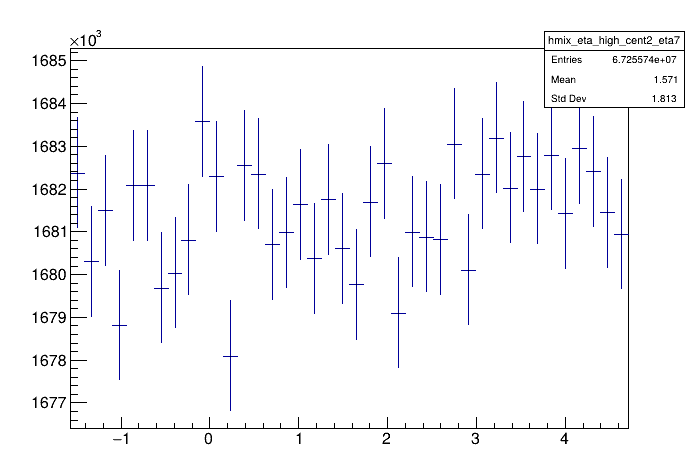 ×10³
hmix_eta_high_cent2_eta7
Entries 6.725574e+07
Mean 1.571
Std Dev 1.813
1685
1684
1683
1682
1681
1680
1679
1678
1677
−1 0 1 2 3 4